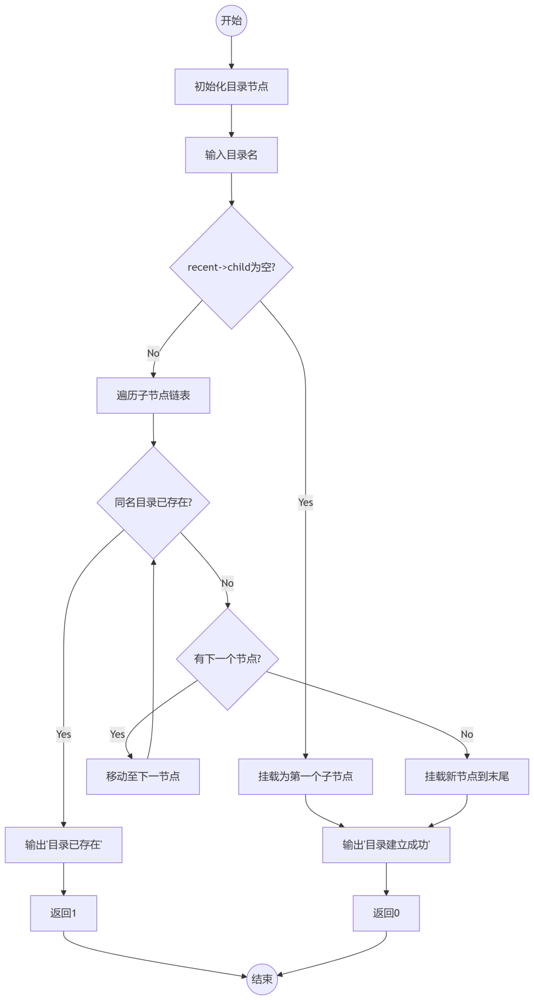 开始
初始化目录节点
输入目录名
recent->child为空?
No
遍历子节点链表
同名目录已存在?
Yes
No
有下一个节点?
Yes
Yes
No
移动至下一节点
挂载为第一个子节点
挂载新节点到末尾
输出'目录已存在'
输出'目录建立成功'
返回1
返回0
结束